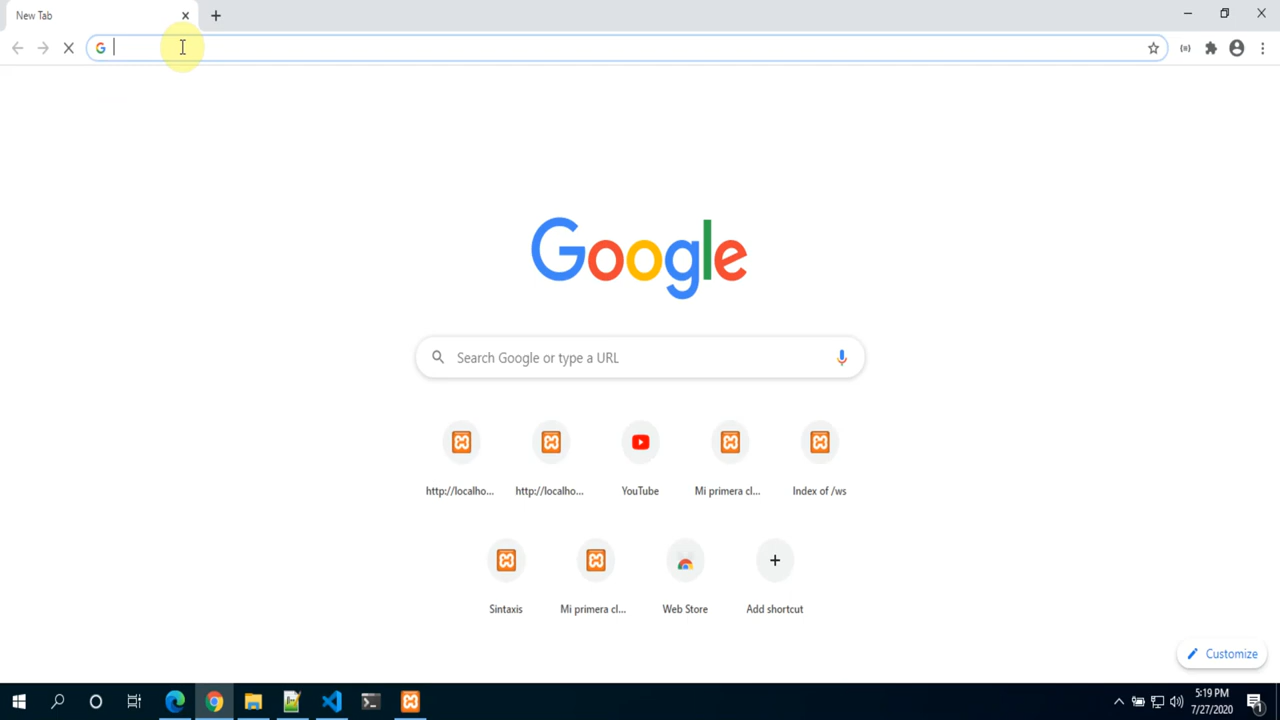 New Tab
Google
Search Google or type a URL
http://localho...
http://localho...
YouTube
Mi primera cl...
Index of /ws
Sintaxis
Mi primera cl...
Web Store
Add shortcut
Customize
5:19 PM
7/27/2020
1